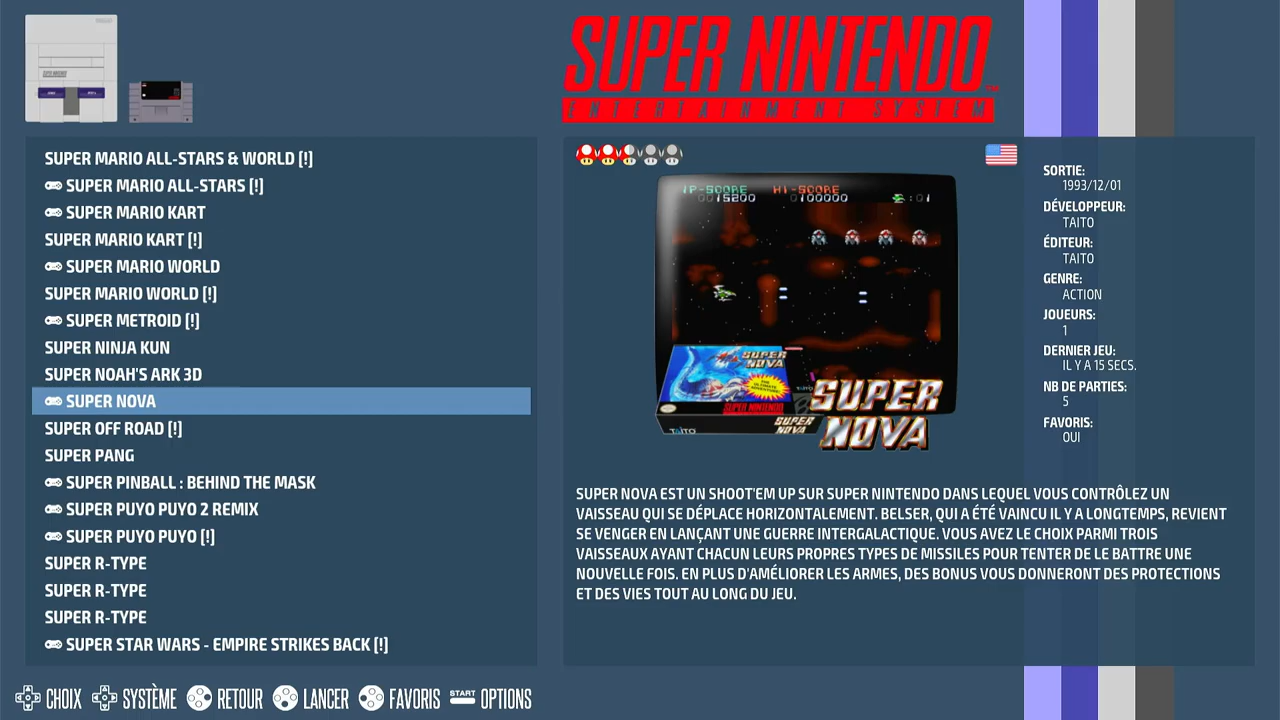 SUPER NINTENDO™
ENTERTAINMENT SYSTEM
SUPER MARIO ALL-STARS & WORLD [!]
SUPER MARIO ALL-STARS [!]
SUPER MARIO KART
SUPER MARIO KART [!]
SUPER MARIO WORLD
SUPER MARIO WORLD [!]
SUPER METROID [!]
SUPER NINJA KUN
SUPER NOAH'S ARK 3D
SUPER NOVA
SUPER OFF ROAD [!]
SUPER PANG
SUPER PINBALL : BEHIND THE MASK
SUPER PUYO PUYO 2 REMIX
SUPER PUYO PUYO [!]
SUPER R-TYPE
SUPER R-TYPE
SUPER R-TYPE
SUPER STAR WARS - EMPIRE STRIKES BACK [!]
1P-SCORE HI-SCORE
0015200 0100000 :01
SUPER
NOVA
THE ULTIMATE ADVENTURE!
SUPER NINTENDO
TAITO
SUPER
NOVA
SUPER
NOVA
SORTIE:
1993/12/01
DÉVELOPPEUR:
TAITO
ÉDITEUR:
TAITO
GENRE:
ACTION
JOUEURS:
1
DERNIER JEU:
IL Y A 15 SECS.
NB DE PARTIES:
5
FAVORIS:
OUI
SUPER NOVA EST UN SHOOT'EM UP SUR SUPER NINTENDO DANS LEQUEL VOUS CONTRÔLEZ UN
VAISSEAU QUI SE DÉPLACE HORIZONTALEMENT. BELSER, QUI A ÉTÉ VAINCU IL Y A LONGTEMPS, REVIENT
SE VENGER EN LANÇANT UNE GUERRE INTERGALACTIQUE. VOUS AVEZ LE CHOIX PARMI TROIS
VAISSEAUX AYANT CHACUN LEURS PROPRES TYPES DE MISSILES POUR TENTER DE LE BATTRE UNE
NOUVELLE FOIS. EN PLUS D'AMÉLIORER LES ARMES, DES BONUS VOUS DONNERONT DES PROTECTIONS
ET DES VIES TOUT AU LONG DU JEU.
CHOIX SYSTÈME RETOUR LANCER FAVORIS START OPTIONS